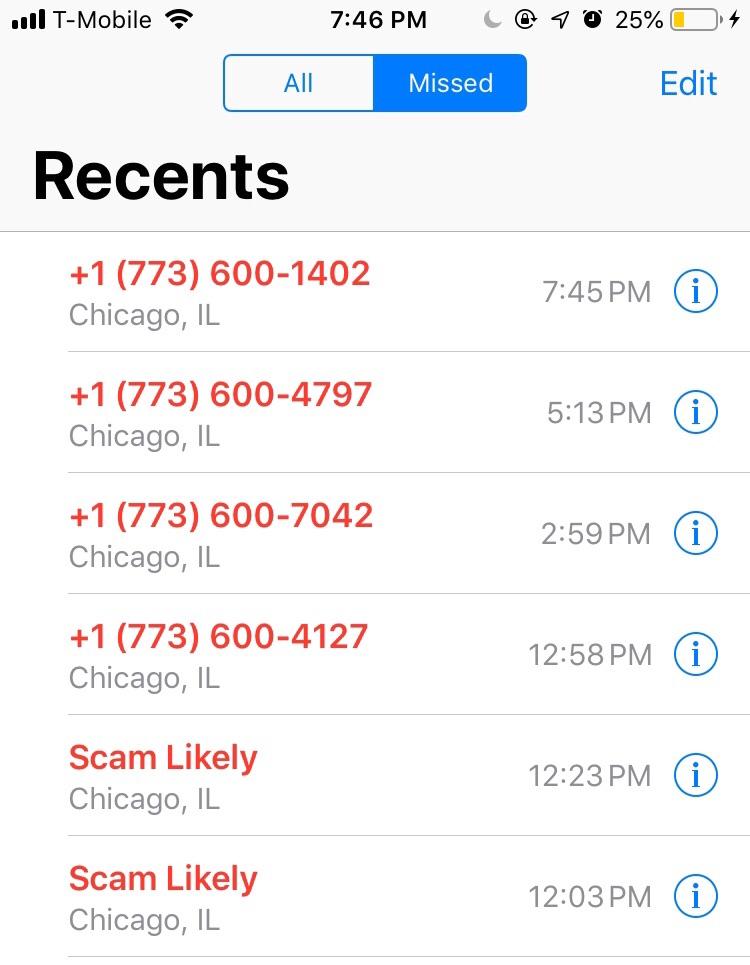 T-Mobile 7:46 PM 25%
All Missed Edit
Recents
+1 (773) 600-1402
Chicago, IL
7:45 PM
+1 (773) 600-4797
Chicago, IL
5:13 PM
+1 (773) 600-7042
Chicago, IL
2:59 PM
+1 (773) 600-4127
Chicago, IL
12:58 PM
Scam Likely
Chicago, IL
12:23 PM
Scam Likely
Chicago, IL
12:03 PM